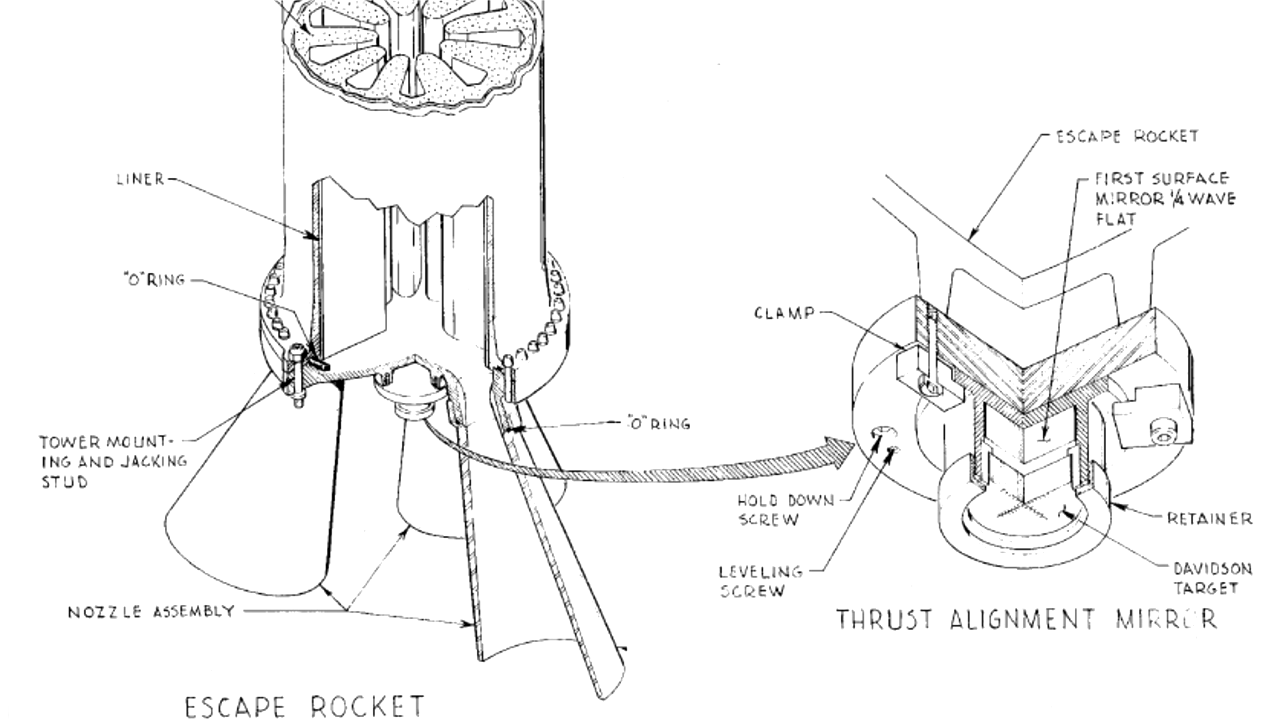 LINER
"O" RING
TOWER MOUNT-
ING AND JACKING
STUD
NOZZLE ASSEMBLY
"O" RING
ESCAPE ROCKET
ESCAPE ROCKET
FIRST SURFACE
MIRROR ¼ WAVE
FLAT
CLAMP
HOLD DOWN
SCREW
LEVELING
SCREW
RETAINER
DAVIDSON
TARGET
THRUST ALIGNMENT MIRROR